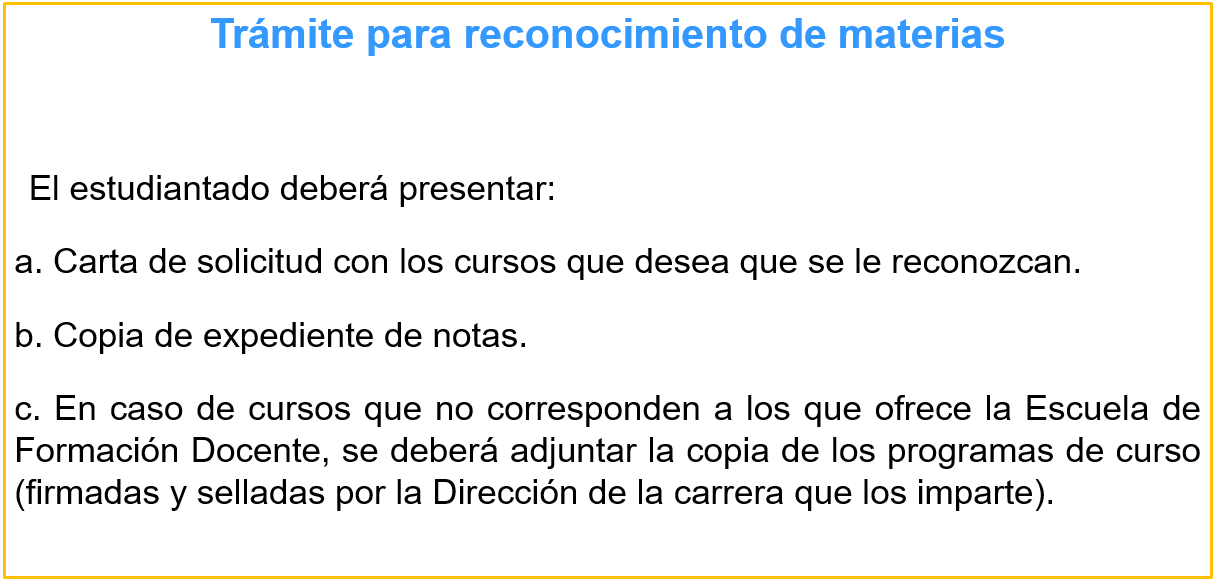 Trámite para reconocimiento de materias
El estudiantado deberá presentar:
a. Carta de solicitud con los cursos que desea que se le reconozcan.
b. Copia de expediente de notas.
c. En caso de cursos que no corresponden a los que ofrece la Escuela de
Formación Docente, se deberá adjuntar la copia de los programas de curso
(firmadas y selladas por la Dirección de la carrera que los imparte).